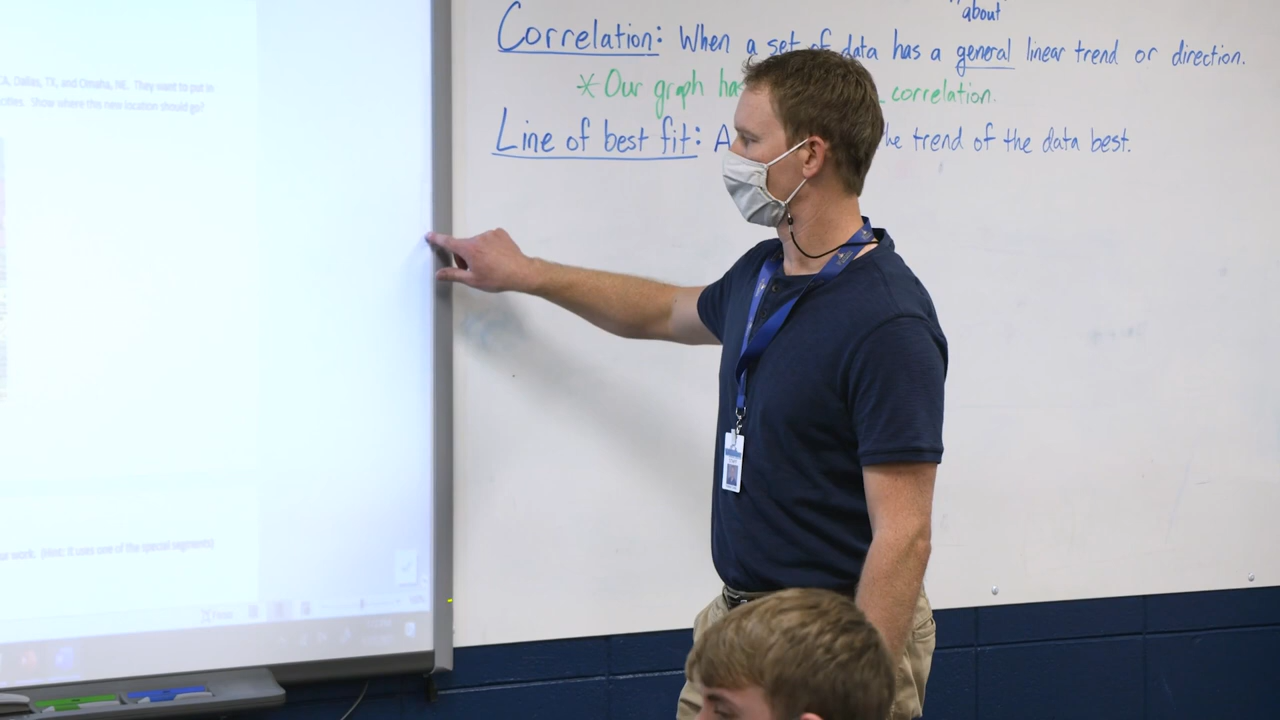 about
Correlation: When a set of data has a general linear trend or direction.
* Our graph has correlation.
Line of best fit: A the trend of the data best.
CA, Dallas, TX, and Omaha, NE. They want to put in
cities. Show where this new location should go?
work. (Hint: it uses one of the special segments)